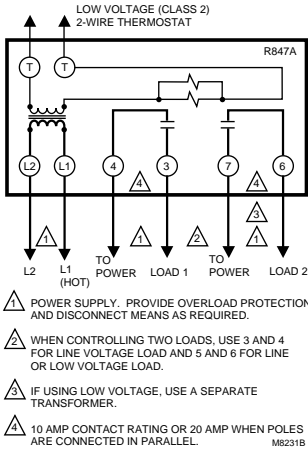 LOW VOLTAGE (CLASS 2)
2-WIRE THERMOSTAT
R847A
T T
L2 L1 4 3 7 6
4 4
3
1 1 2 1
L2 L1 (HOT) TO POWER LOAD 1 TO POWER LOAD 2
1 POWER SUPPLY. PROVIDE OVERLOAD PROTECTION
AND DISCONNECT MEANS AS REQUIRED.
2 WHEN CONTROLLING TWO LOADS, USE 3 AND 4
FOR LINE VOLTAGE LOAD AND 5 AND 6 FOR LINE
OR LOW VOLTAGE LOAD.
3 IF USING LOW VOLTAGE, USE A SEPARATE
TRANSFORMER.
4 10 AMP CONTACT RATING OR 20 AMP WHEN POLES
ARE CONNECTED IN PARALLEL.
M8231B